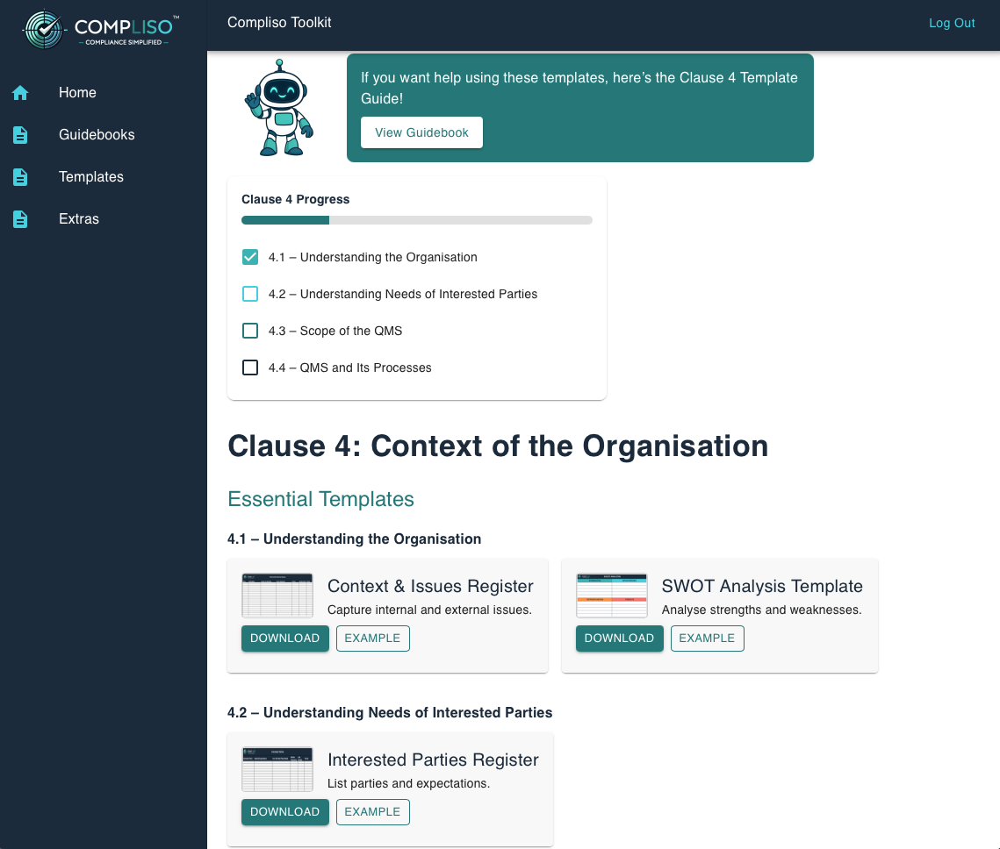 COMPLISO™
COMPLIANCE SIMPLIFIED
Compliso Toolkit
Log Out
Home
Guidebooks
Templates
Extras
If you want help using these templates, here’s the Clause 4 Template
Guide!
View Guidebook
Clause 4 Progress
4.1 – Understanding the Organisation
4.2 – Understanding Needs of Interested Parties
4.3 – Scope of the QMS
4.4 – QMS and Its Processes
Clause 4: Context of the Organisation
Essential Templates
4.1 – Understanding the Organisation
Context & Issues Register
Capture internal and external issues.
DOWNLOAD
EXAMPLE
SWOT Analysis Template
Analyse strengths and weaknesses.
DOWNLOAD
EXAMPLE
4.2 – Understanding Needs of Interested Parties
Interested Parties Register
List parties and expectations.
DOWNLOAD
EXAMPLE